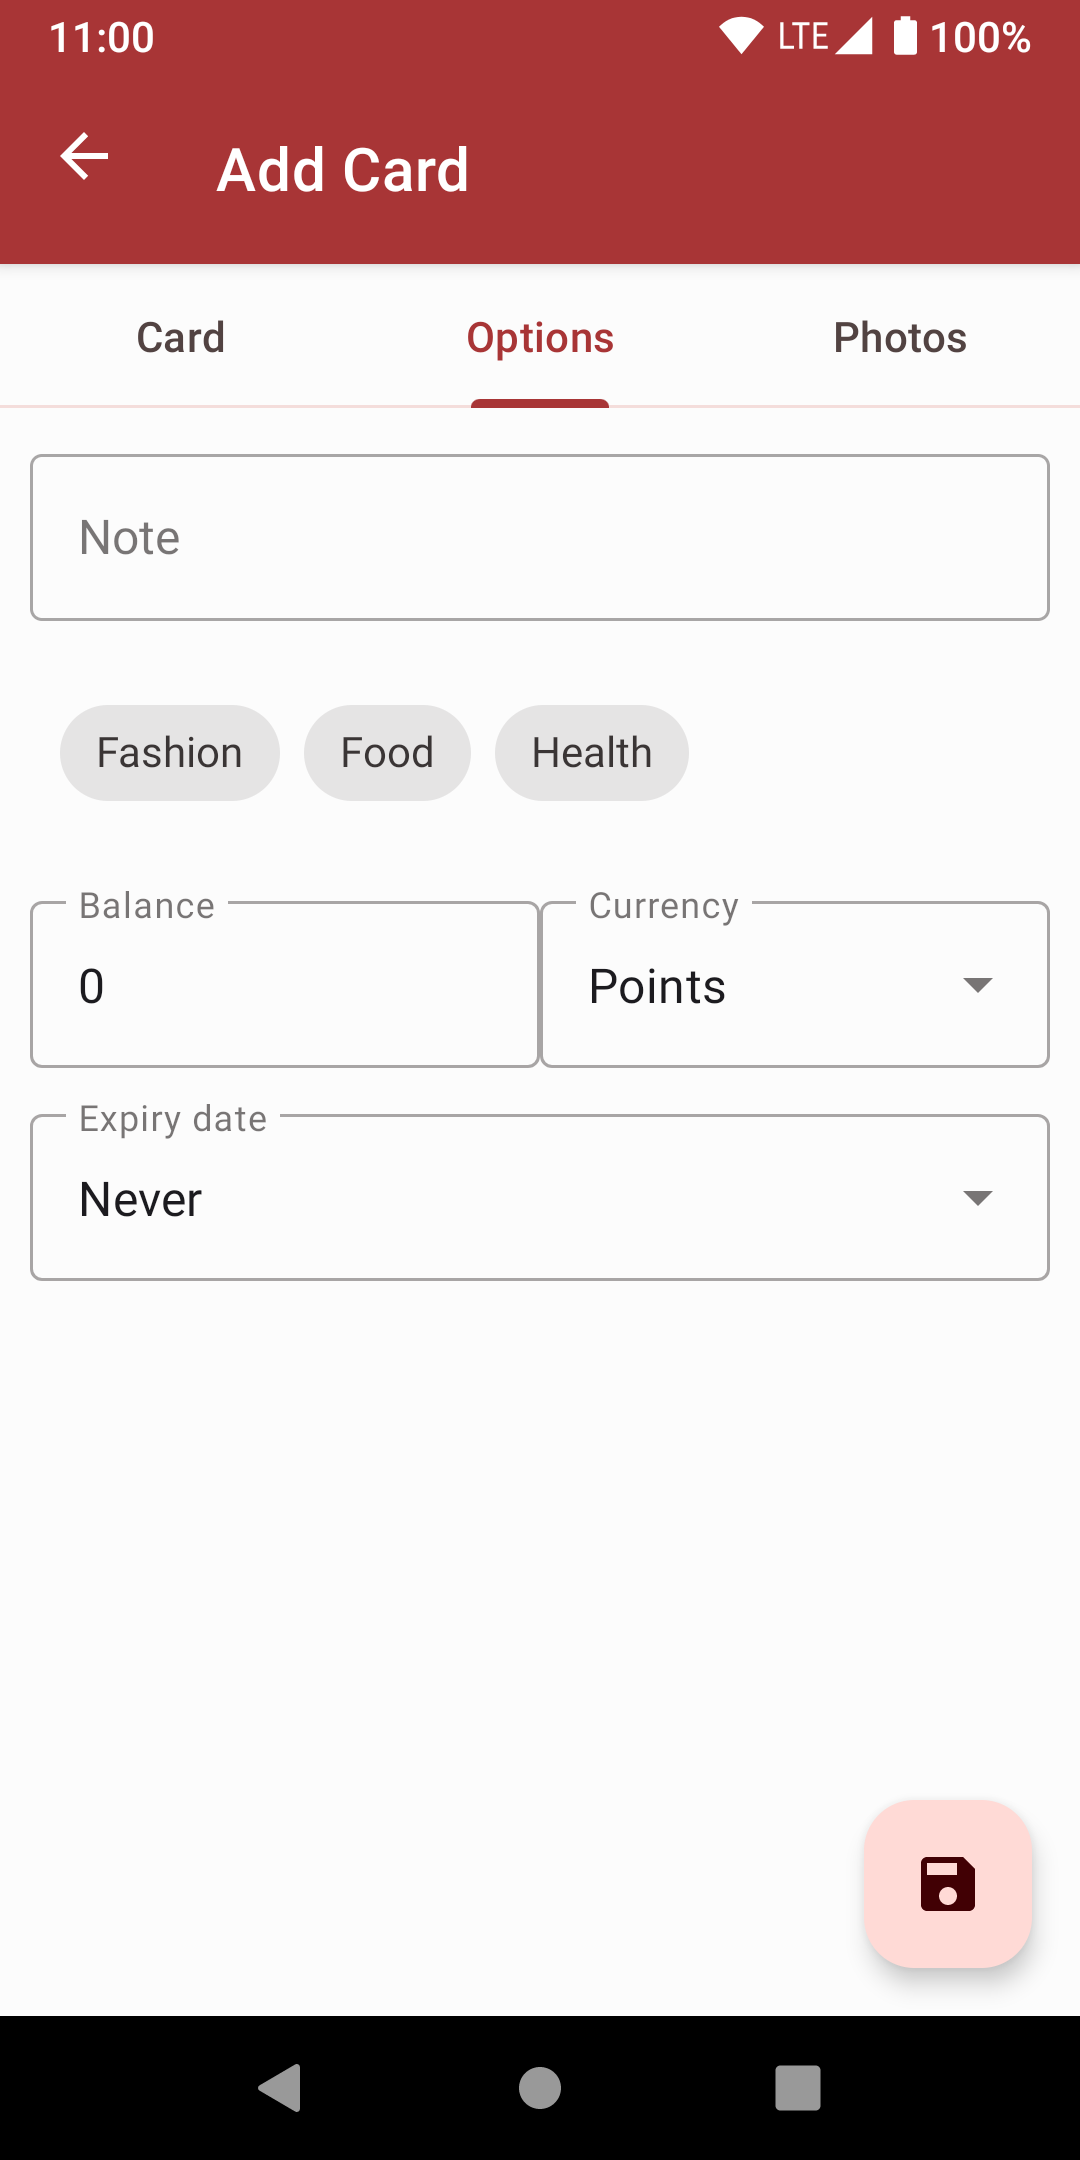 11:00 LTE 100%
Add Card
Card Options Photos
Note
Fashion Food Health
Balance Currency
0 Points
Expiry date
Never